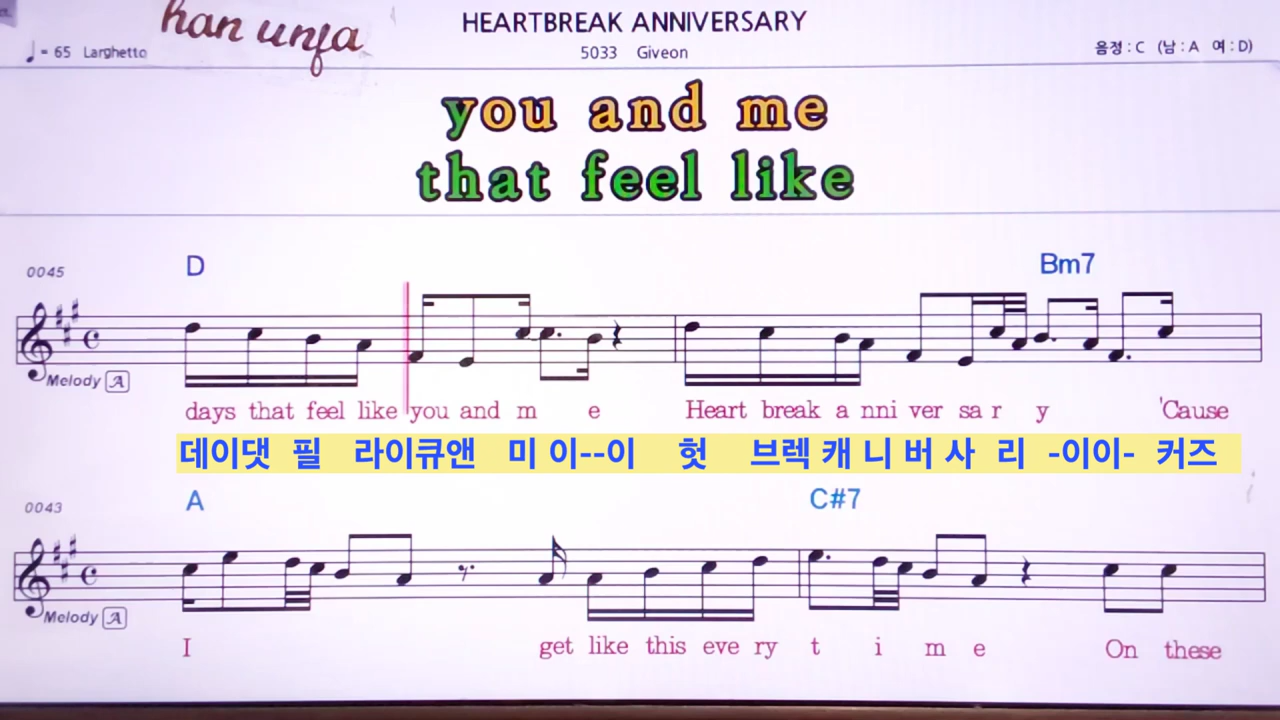 han unfa
HEARTBREAK ANNIVERSARY
♩ = 65 Larghetto
5033 Giveon
음정 : C (남 : A 여 : D)
you and me
that feel like
0045
D
Bm7
Melody A
days that feel like you and m e Heart break a nni ver sa r y 'Cause
데이댓 필 라이큐앤 미 이--이 헛 브렉 캐 니 버 사 리 -이이- 커즈
0043
A
C#7
Melody A
I get like this eve ry t i m e On these